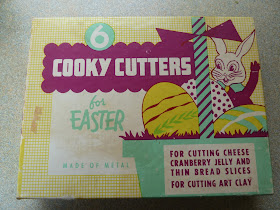 6
COOKY CUTTERS
for
EASTER
MADE OF METAL
FOR CUTTING CHEESE
CRANBERRY JELLY AND
THIN BREAD SLICES
FOR CUTTING ART CLAY